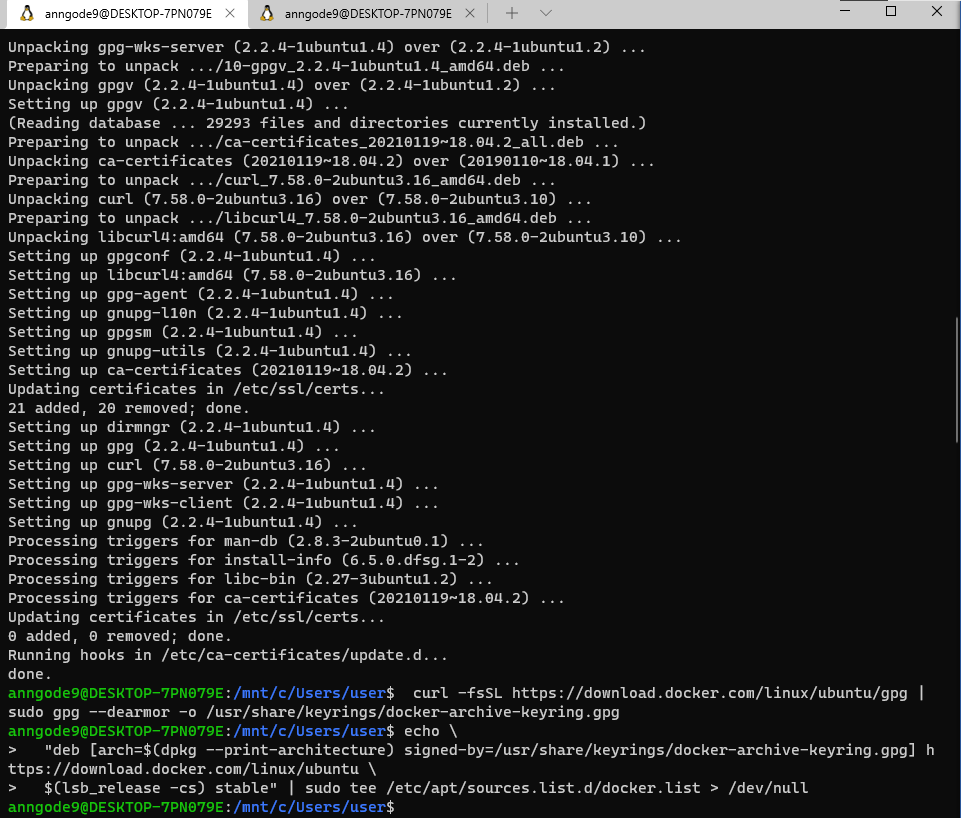 anngode9@DESKTOP-7PN079E
anngode9@DESKTOP-7PN079E
Unpacking gpg-wks-server (2.2.4-1ubuntu1.4) over (2.2.4-1ubuntu1.2) ...
Preparing to unpack .../10-gpgv_2.2.4-1ubuntu1.4_amd64.deb ...
Unpacking gpgv (2.2.4-1ubuntu1.4) over (2.2.4-1ubuntu1.2) ...
Setting up gpgv (2.2.4-1ubuntu1.4) ...
(Reading database ... 29293 files and directories currently installed.)
Preparing to unpack .../ca-certificates_20210119~18.04.2_all.deb ...
Unpacking ca-certificates (20210119~18.04.2) over (20190110~18.04.1) ...
Preparing to unpack .../curl_7.58.0-2ubuntu3.16_amd64.deb ...
Unpacking curl (7.58.0-2ubuntu3.16) over (7.58.0-2ubuntu3.10) ...
Preparing to unpack .../libcurl4_7.58.0-2ubuntu3.16_amd64.deb ...
Unpacking libcurl4:amd64 (7.58.0-2ubuntu3.16) over (7.58.0-2ubuntu3.10) ...
Setting up gpgconf (2.2.4-1ubuntu1.4) ...
Setting up libcurl4:amd64 (7.58.0-2ubuntu3.16) ...
Setting up gpg-agent (2.2.4-1ubuntu1.4) ...
Setting up gnupg-l10n (2.2.4-1ubuntu1.4) ...
Setting up gpgsm (2.2.4-1ubuntu1.4) ...
Setting up gnupg-utils (2.2.4-1ubuntu1.4) ...
Setting up ca-certificates (20210119~18.04.2) ...
Updating certificates in /etc/ssl/certs...
21 added, 20 removed; done.
Setting up dirmngr (2.2.4-1ubuntu1.4) ...
Setting up gpg (2.2.4-1ubuntu1.4) ...
Setting up curl (7.58.0-2ubuntu3.16) ...
Setting up gpg-wks-server (2.2.4-1ubuntu1.4) ...
Setting up gpg-wks-client (2.2.4-1ubuntu1.4) ...
Setting up gnupg (2.2.4-1ubuntu1.4) ...
Processing triggers for man-db (2.8.3-2ubuntu0.1) ...
Processing triggers for install-info (6.5.0.dfsg.1-2) ...
Processing triggers for libc-bin (2.27-3ubuntu1.2) ...
Processing triggers for ca-certificates (20210119~18.04.2) ...
Updating certificates in /etc/ssl/certs...
0 added, 0 removed; done.
Running hooks in /etc/ca-certificates/update.d...
done.
anngode9@DESKTOP-7PN079E:/mnt/c/Users/user$  curl -fsSL https://download.docker.com/linux/ubuntu/gpg |
sudo gpg --dearmor -o /usr/share/keyrings/docker-archive-keyring.gpg
anngode9@DESKTOP-7PN079E:/mnt/c/Users/user$ echo \
>   "deb [arch=$(dpkg --print-architecture) signed-by=/usr/share/keyrings/docker-archive-keyring.gpg] h
ttps://download.docker.com/linux/ubuntu \
>   $(lsb_release -cs) stable" | sudo tee /etc/apt/sources.list.d/docker.list > /dev/null
anngode9@DESKTOP-7PN079E:/mnt/c/Users/user$